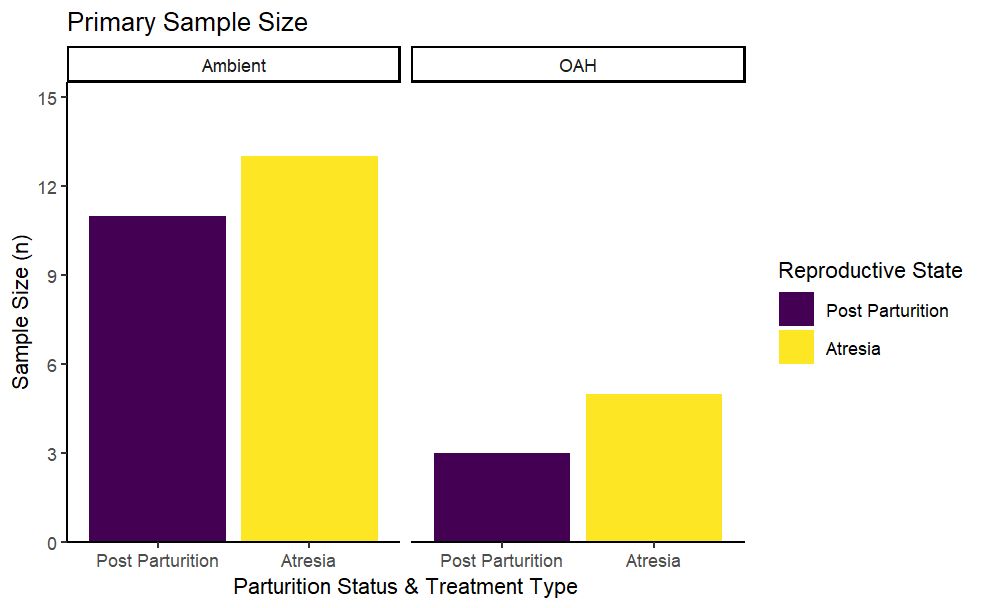 Primary Sample Size
Ambient
OAH
15
12
9
6
3
0
Sample Size (n)
Post Parturition
Atresia
Post Parturition
Atresia
Parturition Status & Treatment Type
Reproductive State
Post Parturition
Atresia